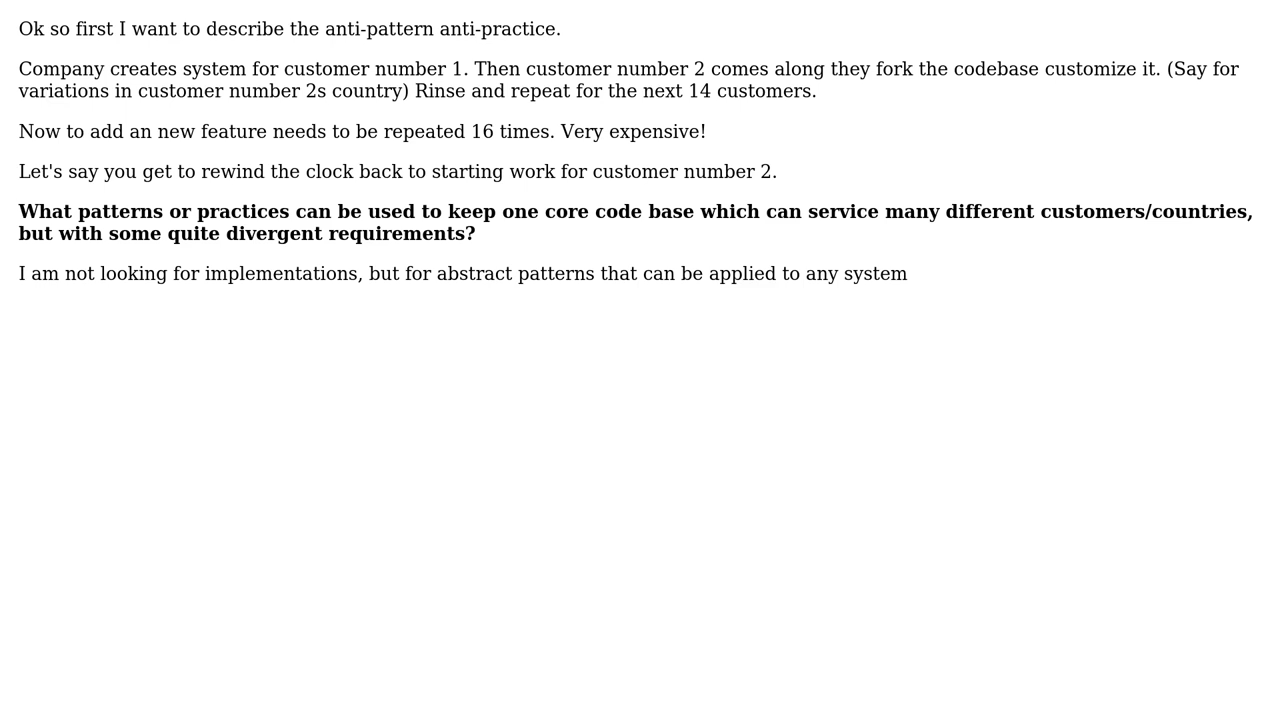 Ok so first I want to describe the anti-pattern anti-practice.
Company creates system for customer number 1. Then customer number 2 comes along they fork the codebase customize it. (Say for
variations in customer number 2s country) Rinse and repeat for the next 14 customers.
Now to add an new feature needs to be repeated 16 times. Very expensive!
Let's say you get to rewind the clock back to starting work for customer number 2.
What patterns or practices can be used to keep one core code base which can service many different customers/countries,
but with some quite divergent requirements?
I am not looking for implementations, but for abstract patterns that can be applied to any system